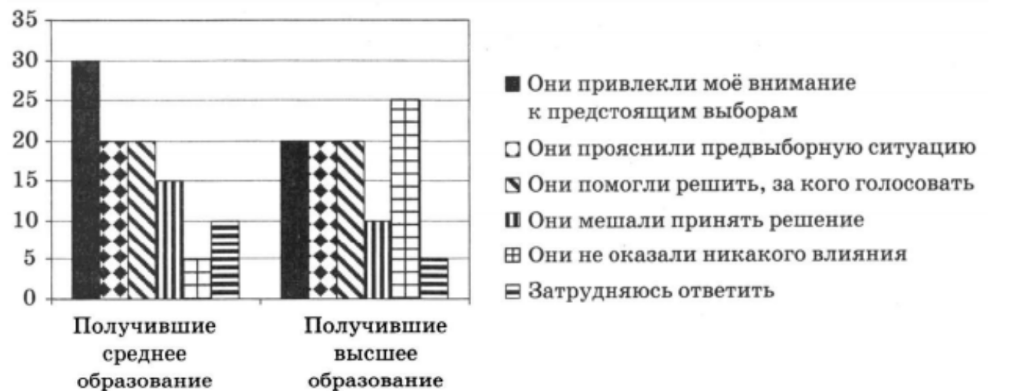 35
30
25
20
15
10
5
0
Получившие
среднее
образование
Получившие
высшее
образование
Они привлекли моё внимание
к предстоящим выборам
Они прояснили предвыборную ситуацию
Они помогли решить, за кого голосовать
Они мешали принять решение
Они не оказали никакого влияния
Затрудняюсь ответить